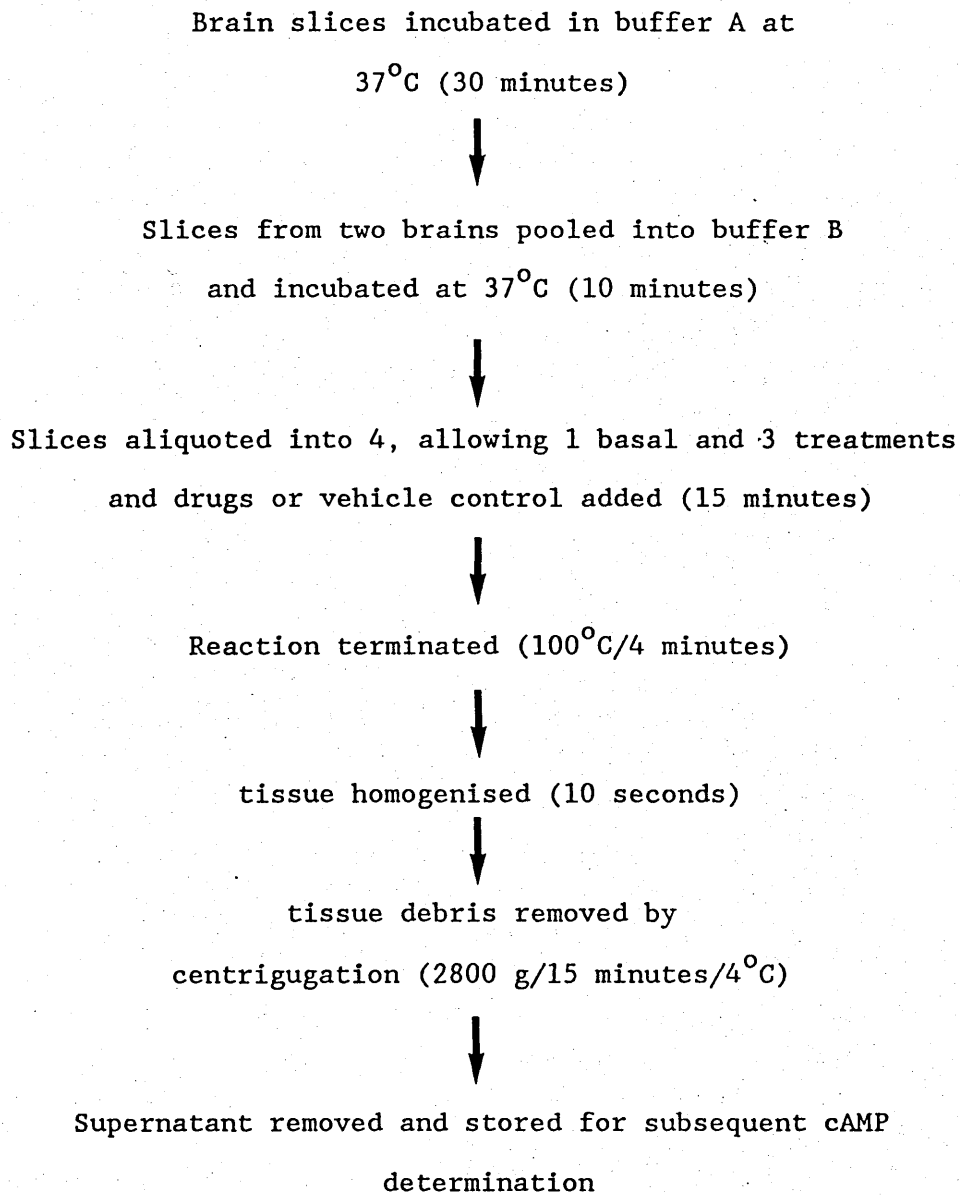 Brain slices incubated in buffer A at
37°C (30 minutes)
Slices from two brains pooled into buffer B
and incubated at 37°C (10 minutes)
Slices aliquoted into 4, allowing 1 basal and 3 treatments
and drugs or vehicle control added (15 minutes)
Reaction terminated (100°C/4 minutes)
tissue homogenised (10 seconds)
tissue debris removed by
centrigugation (2800 g/15 minutes/4°C)
Supernatant removed and stored for subsequent cAMP
determination